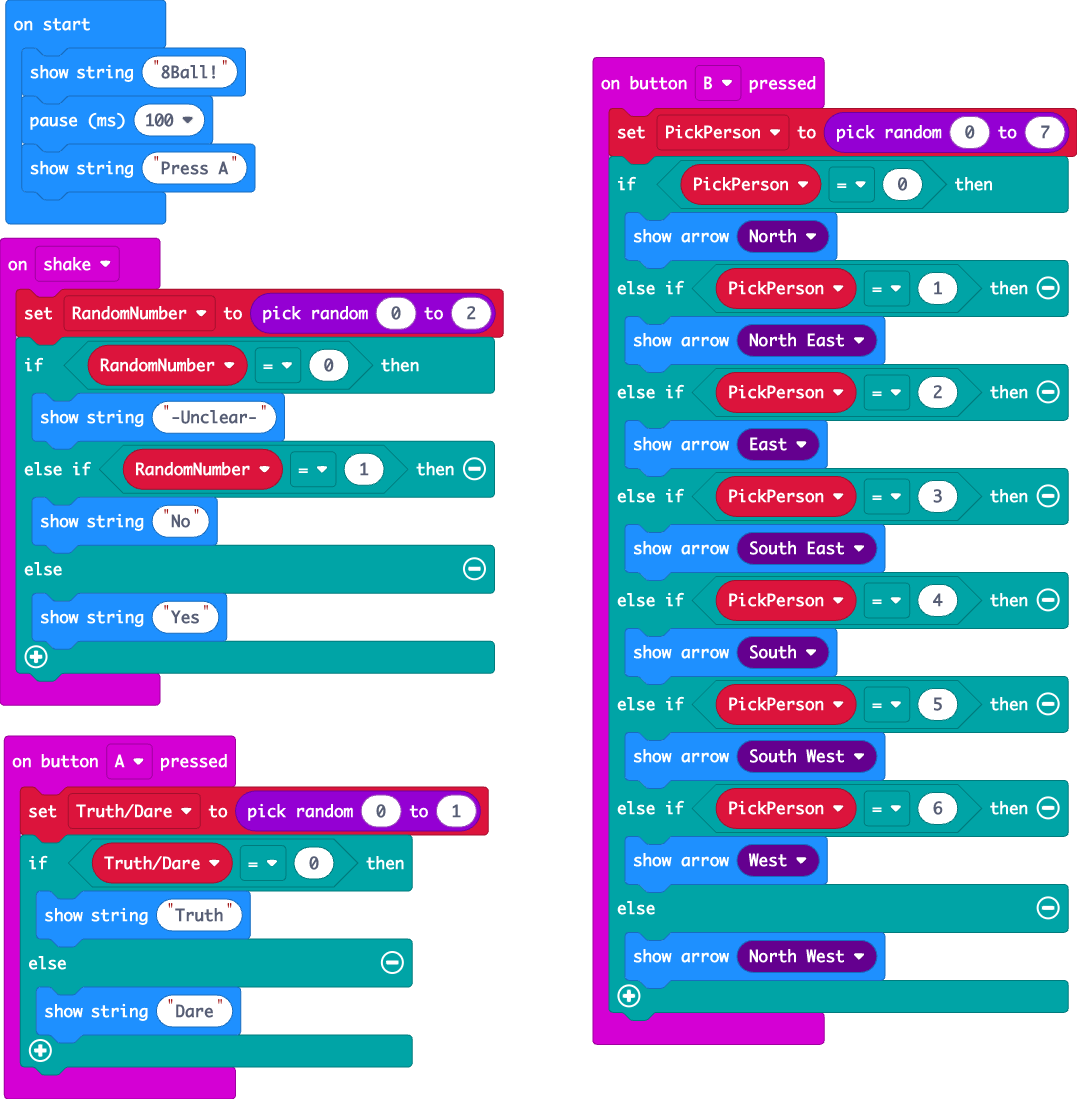 on start
show string "8Ball!"
pause (ms) 100
show string "Press A"
on shake
set RandomNumber to pick random 0 to 2
if RandomNumber = 0 then
show string "-Unclear-"
else if RandomNumber = 1 then
show string "No"
else
show string "Yes"
on button A pressed
set Truth/Dare to pick random 0 to 1
if Truth/Dare = 0 then
show string "Truth"
else
show string "Dare"
on button B pressed
set PickPerson to pick random 0 to 7
if PickPerson = 0 then
show arrow North
else if PickPerson = 1 then
show arrow North East
else if PickPerson = 2 then
show arrow East
else if PickPerson = 3 then
show arrow South East
else if PickPerson = 4 then
show arrow South
else if PickPerson = 5 then
show arrow South West
else if PickPerson = 6 then
show arrow West
else
show arrow North West